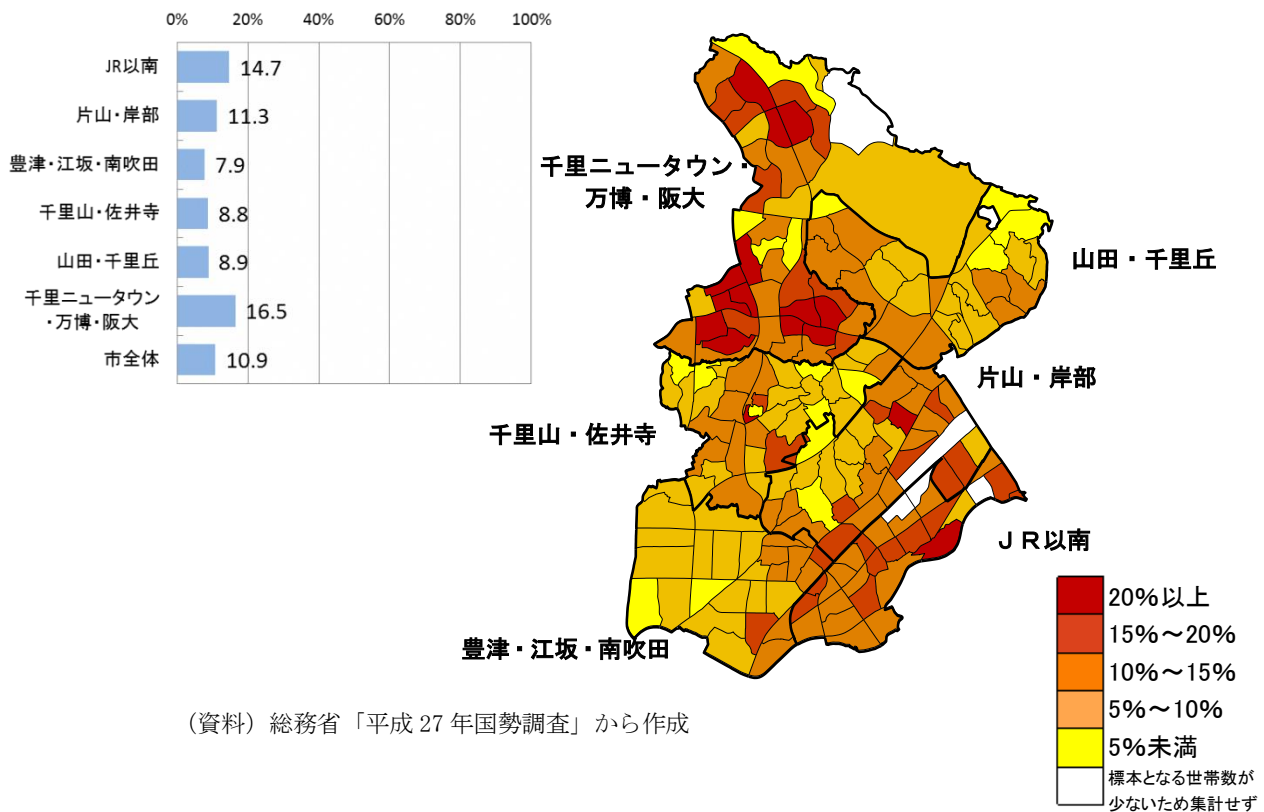 0% 20% 40% 60% 80% 100%
JR以南 14.7
片山・岸部 11.3
豊津・江坂・南吹田 7.9
千里山・佐井寺 8.8
山田・千里丘 8.9
千里ニュータウン
・万博・阪大 16.5
市全体 10.9
千里ニュータウン・
万博・阪大
山田・千里丘
片山・岸部
千里山・佐井寺
ＪＲ以南
豊津・江坂・南吹田
20%以上
15%～20%
10%～15%
5%～10%
5%未満
標本となる世帯数が
少ないため集計せず
（資料）総務省「平成 27 年国勢調査」から作成